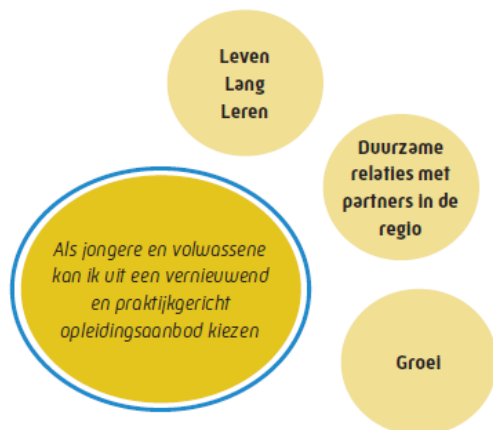 Leven
Lang
Leren
Duurzame
relaties met
partners in de
regio
Als jongere en volwassene
kan ik uit een vernieuwend
en praktijkgericht
opleidingsaanbod kiezen
Groei